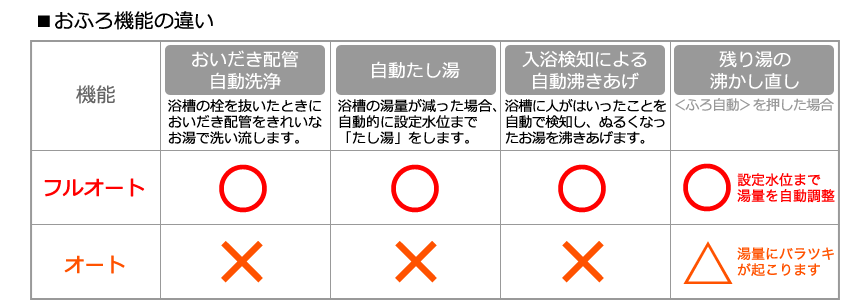 ■おふろ機能の違い
機能
おいだき配管
自動洗浄
浴槽の栓を抜いたときに
おいだき配管をきれいな
お湯で洗い流します。
自動たし湯
浴槽の湯量が減った場合、
自動的に設定水位まで
「たし湯」をします。
入浴検知による
自動沸きあげ
浴槽に人がはいったことを
自動で検知し、ぬるくなっ
たお湯を沸きあげます。
残り湯の
沸かし直し
＜ふろ自動＞を押した場合
フルオート
設定水位まで
湯量を自動調整
オート
湯量にバラツキ
が起こります